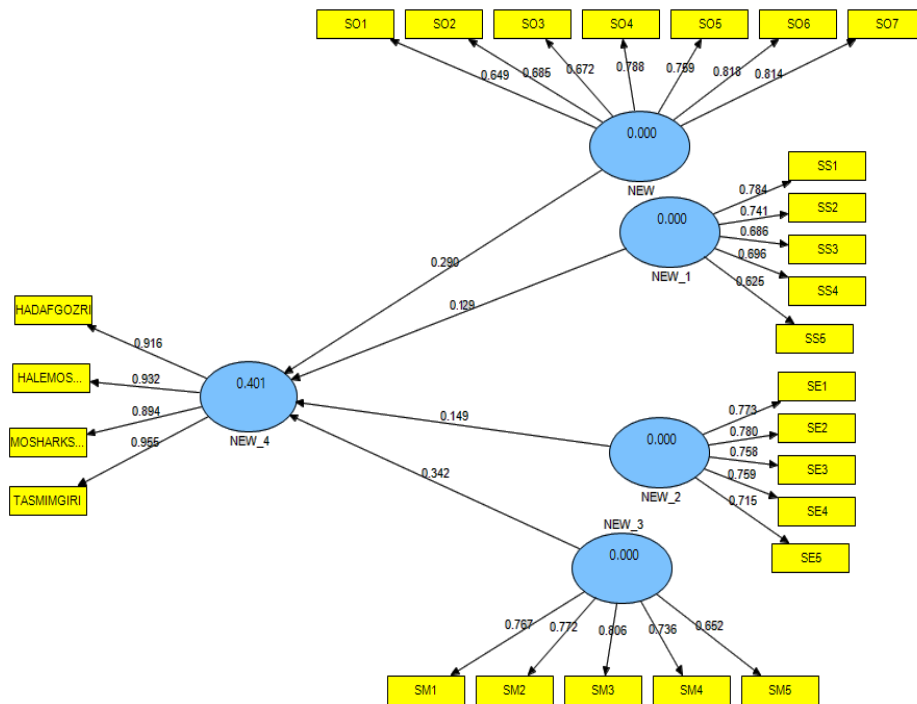 SO1 SO2 SO3 SO4 SO5 SO6 SO7
0.649 0.685 0.672 0.788 0.759 0.818 0.814
0.000
NEW
SS1
0.784
SS2
0.741
0.000
SS3
0.686
NEW_1
0.696
SS4
0.625
SS5
0.290
0.129
HADAFGOZRI
0.916
HALEMOS...
0.932
0.401
MOSHARKS...
0.894
NEW_4
0.955
TASMIMGIRI
SE1
0.773
0.149
SE2
0.780
0.000
SE3
0.758
NEW_2
0.759
SE4
0.715
SE5
0.342
NEW_3
0.000
0.767 0.772 0.806 0.736 0.652
SM1 SM2 SM3 SM4 SM5